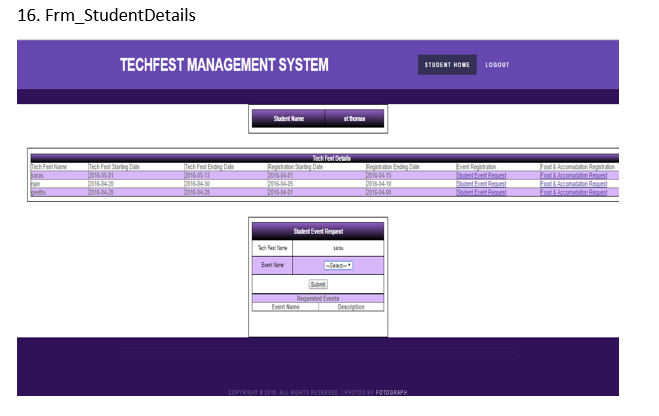 16. Frm_StudentDetails
TECHFEST MANAGEMENT SYSTEM
STUDENT HOME LOGOUT
Student Name st thomas
Tech Fest Details
Tech Fest Name Tech Fest Starting Date Tech Fest Ending Date Registration Starting Date Registration Ending Date Event Registration Food & Accomadation Registration
sarau 2016-05-01 2016-05-13 2016-04-01 2016-04-15 Student Event Request Food & Accomadation Request
njan 2016-04-20 2016-04-30 2016-04-05 2016-04-10 Student Event Request Food & Accomadation Request
geethu 2016-04-20 2016-04-28 2016-04-01 2016-04-08 Student Event Request Food & Accomadation Request
Student Event Request
Tech Fest Name sarau
Event Name ---Select---
Submit
Requested Events
Event Name Description
COPYRIGHT © 2016. ALL RIGHTS RESERVED. | PHOTOS BY FOTOGRAPH